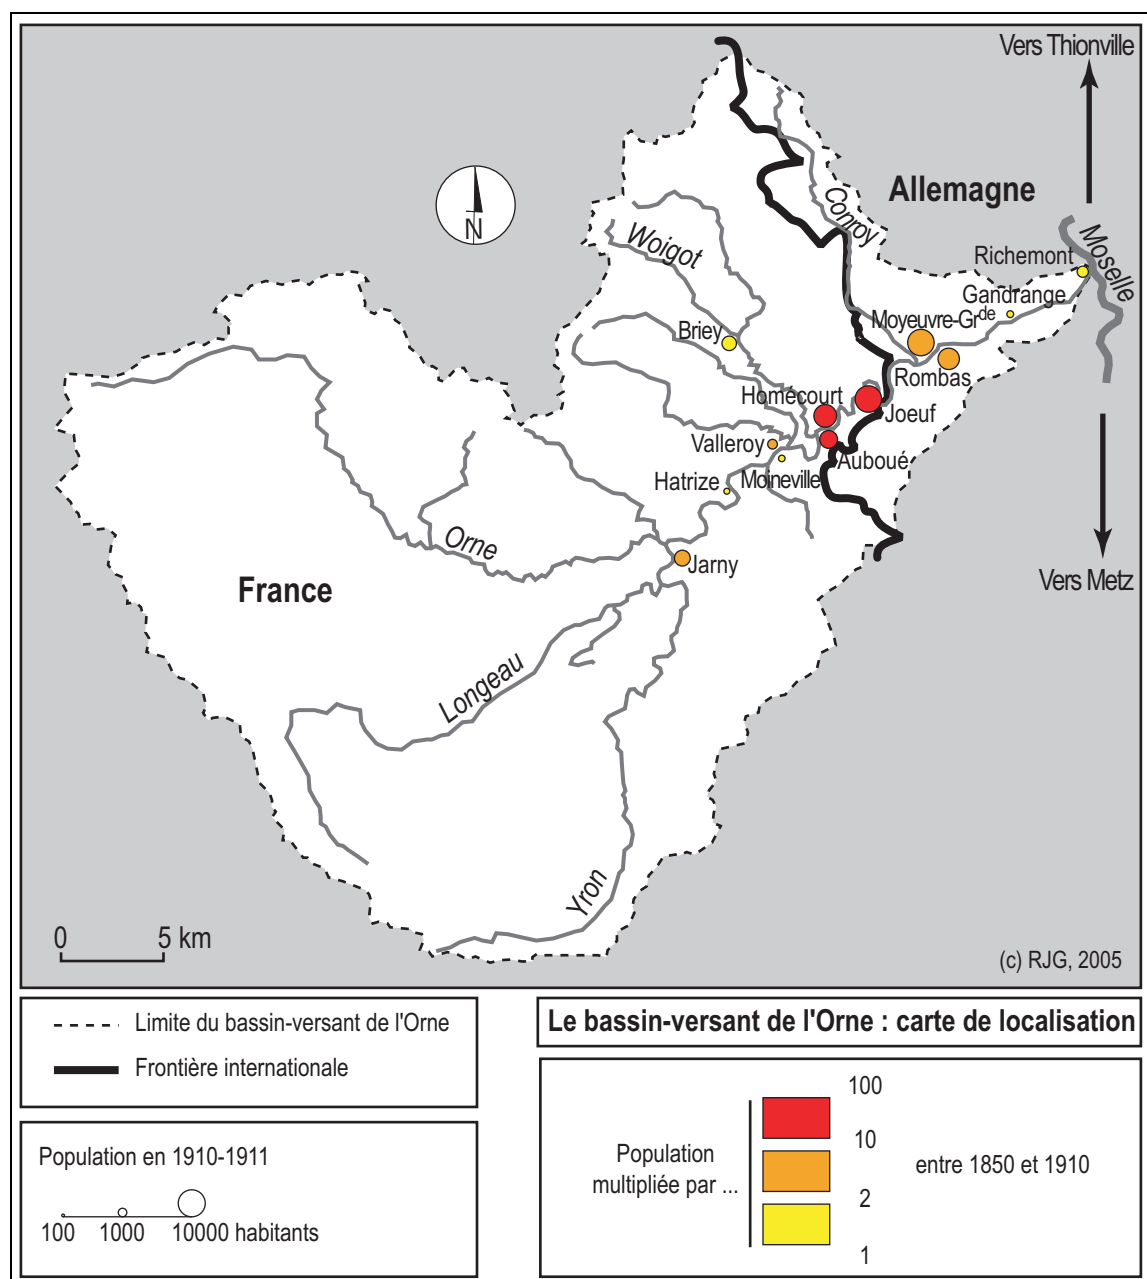 Vers Thionville
Allemagne
N
Conroy
Woigot
Moselle
Richemont
Gandrange
Moyeuvre-Grde
Briey
Rombas
Homécourt
Joeuf
Valleroy
Auboué
Moineville
Hatrize
Orne
Jarny
Vers Metz
France
Longeau
Yron
0 5 km
(c) RJG, 2005
Limite du bassin-versant de l'Orne
Frontière internationale
Le bassin-versant de l'Orne : carte de localisation
Population en 1910-1911
100 1000 10000 habitants
Population
multipliée par ...
100
10
2
1
entre 1850 et 1910